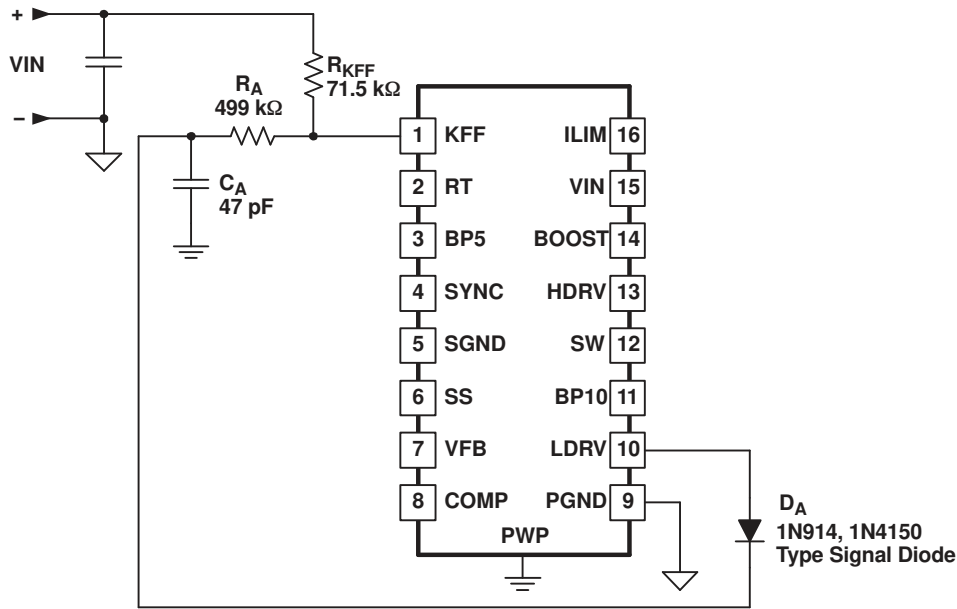 +
VIN
−
RKFF
71.5 kΩ
RA
499 kΩ
CA
47 pF
1 KFF
2 RT
3 BP5
4 SYNC
5 SGND
6 SS
7 VFB
8 COMP
ILIM 16
VIN 15
BOOST 14
HDRV 13
SW 12
BP10 11
LDRV 10
PGND 9
PWP
DA
1N914, 1N4150
Type Signal Diode